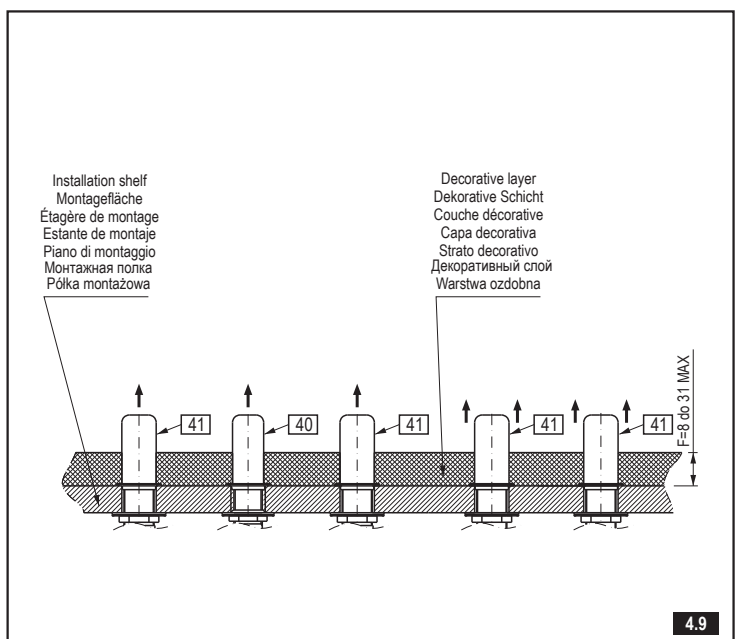 Installation shelf
Montagefläche
Étagère de montage
Estante de montaje
Piano di montaggio
Монтажная полка
Półka montażowa
Decorative layer
Dekorative Schicht
Couche décorative
Capa decorativa
Strato decorativo
Декоративный слой
Warstwa ozdobna
F=8 do 31 MAX
41
40
41
41
41
4.9